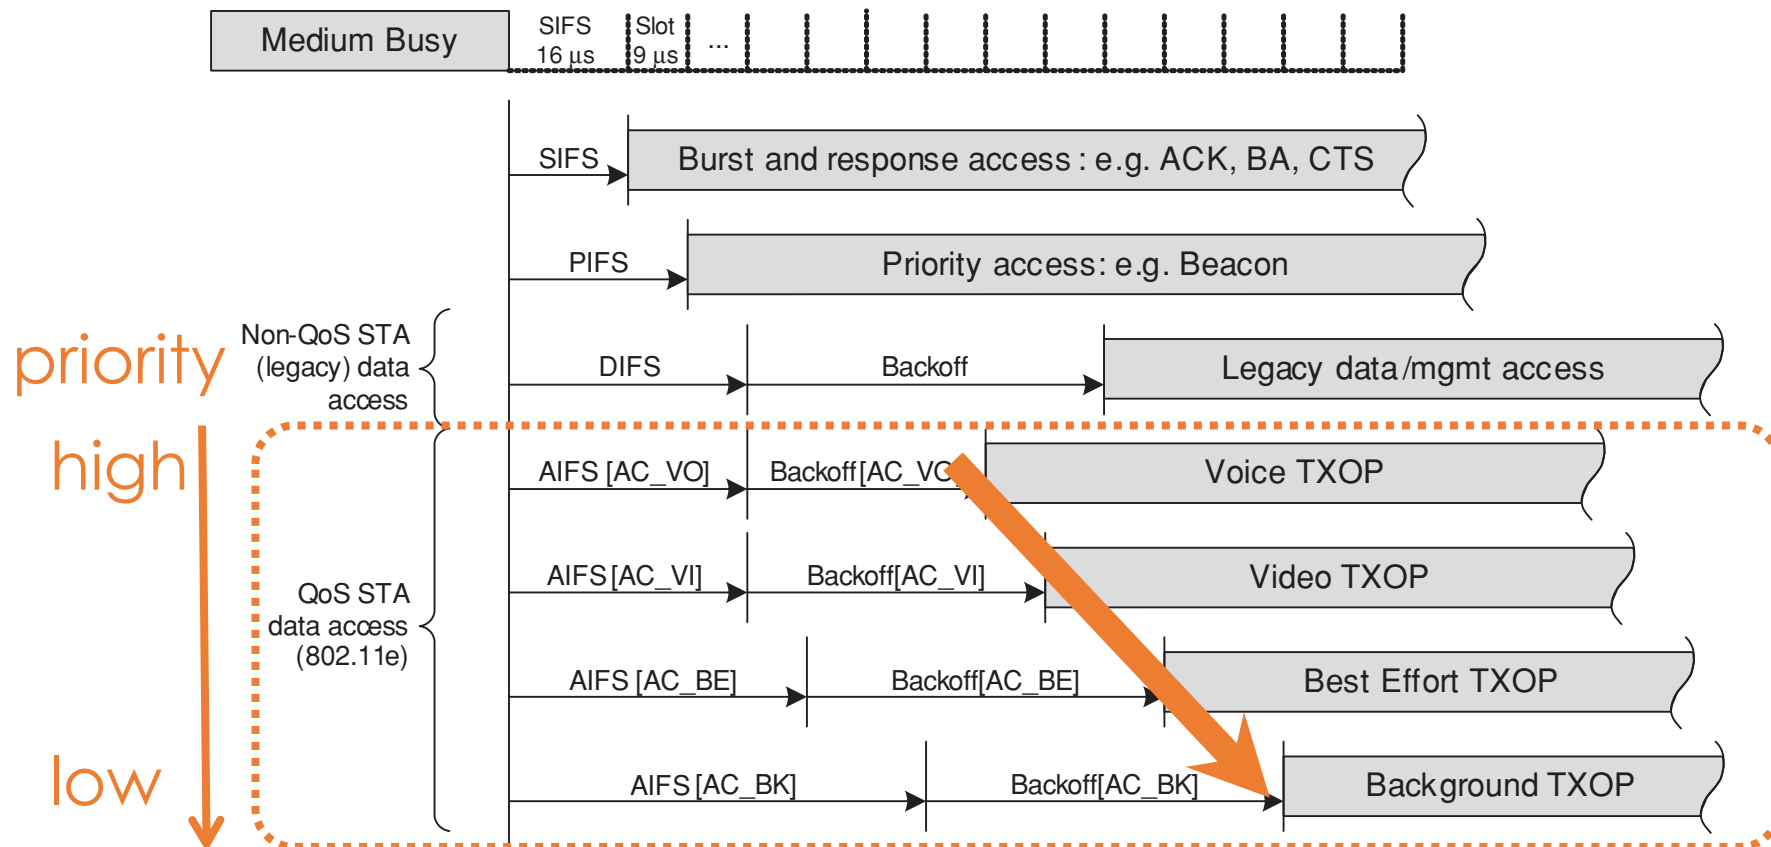 Medium Busy
SIFS
16 μs
Slot
9 μs
...
SIFS
Burst and response access : e.g. ACK, BA, CTS
PIFS
Priority access: e.g. Beacon
priority
Non-QoS STA
(legacy) data
access
DIFS
Backoff
Legacy data/mgmt access
high
AIFS [AC_VO]
Backoff[AC_VO]
Voice TXOP
QoS STA
data access
(802.11e)
AIFS [AC_VI]
Backoff[AC_VI]
Video TXOP
AIFS [AC_BE]
Backoff[AC_BE]
Best Effort TXOP
low
AIFS [AC_BK]
Backoff[AC_BK]
Background TXOP